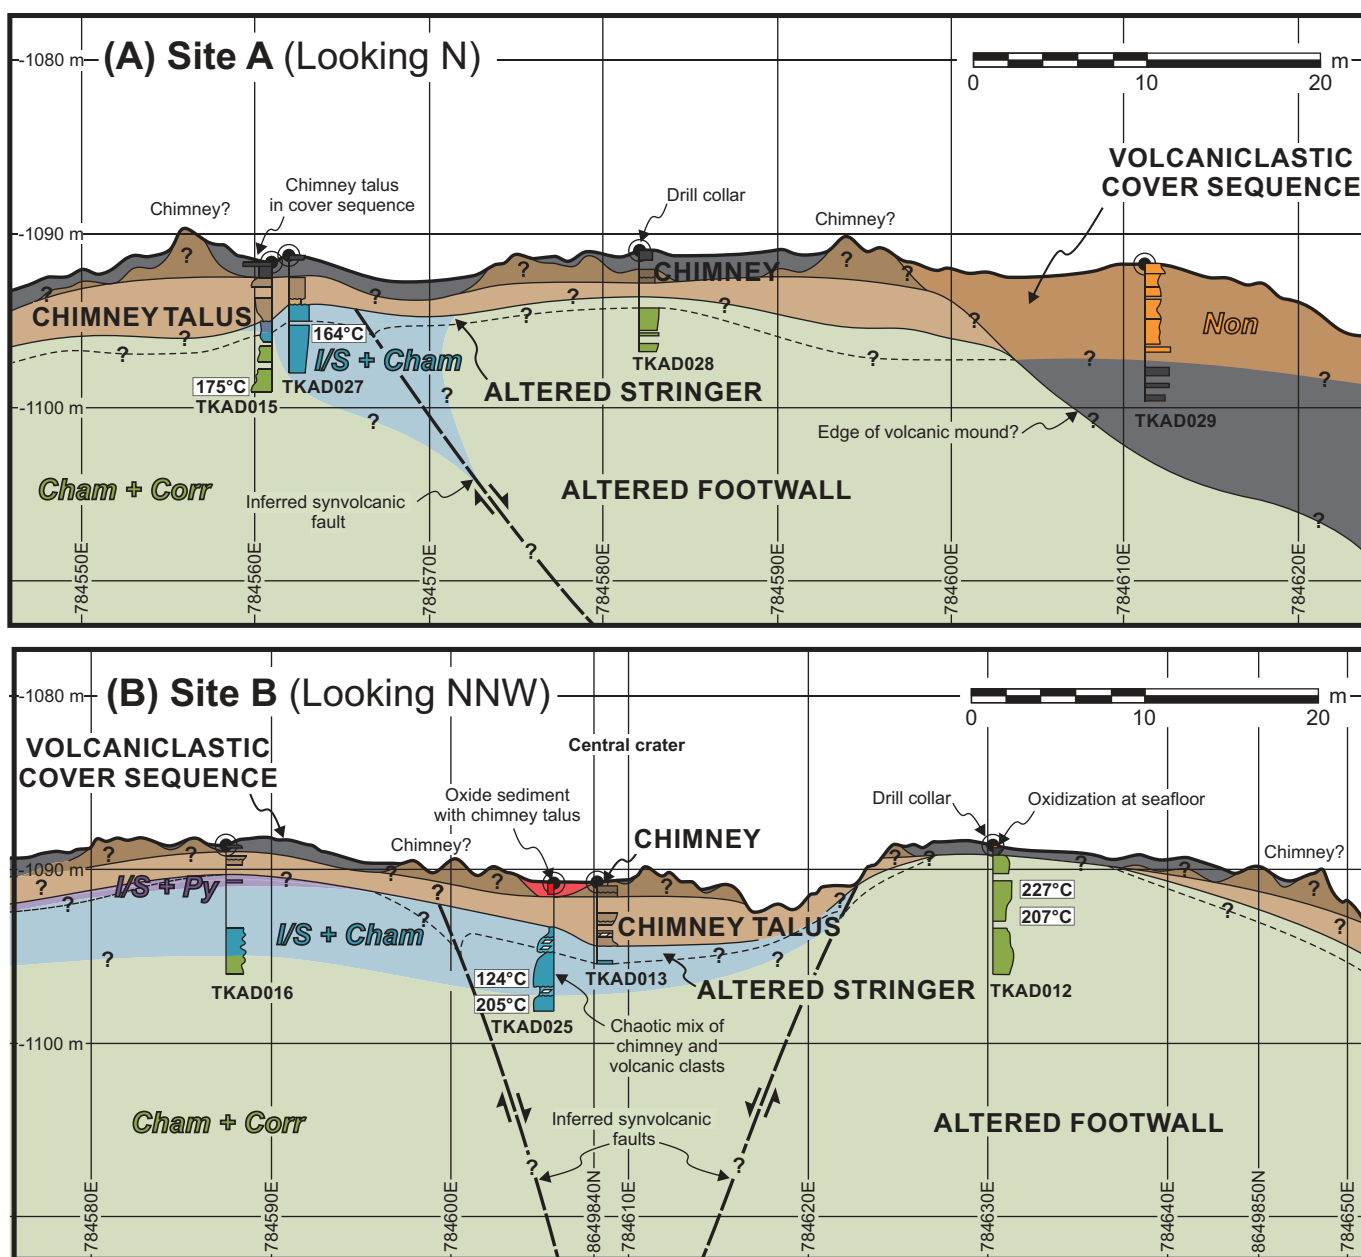 (A) Site A (Looking N)
-1080 m
m
0
10
20
VOLCANICLASTIC
COVER SEQUENCE
Chimney talus
in cover sequence
Chimney?
Drill collar
Chimney?
-1090 m
?
?
?
?
?
?
?
?
CHIMNEY
CHIMNEY TALUS
?
?
?
?
?
Non
164°C
I/S + Cham
TKAD028
?
?
?
?
175°C
TKAD027
TKAD015
ALTERED STRINGER
?
-1100 m
?
?
TKAD029
Edge of volcanic mound?
Cham + Corr
ALTERED FOOTWALL
Inferred synvolcanic
fault
?
?
784550E
784560E
784570E
784580E
784590E
784600E
784610E
784620E
(B) Site B (Looking NNW)
-1080 m
m
0
10
20
VOLCANICLASTIC
COVER SEQUENCE
Central crater
Oxide sediment
with chimney talus
Drill collar
Oxidization at seafloor
CHIMNEY
Chimney?
Chimney?
-1090 m
?
?
?
?
?
?
?
?
?
?
?
?
?
I/S + Py
?
?
?
?
227°C
207°C
I/S + Cham
CHIMNEY TALUS
?
?
?
?
?
124°C
TKAD013
TKAD016
205°C
ALTERED STRINGER
TKAD012
TKAD025
Chaotic mix of
chimney and
volcanic clasts
-1100 m
Cham + Corr
Inferred synvolcanic
faults
ALTERED FOOTWALL
?
?
784580E
784590E
784600E
8649840N
784610E
784620E
784630E
784640E
8649850N
784650E